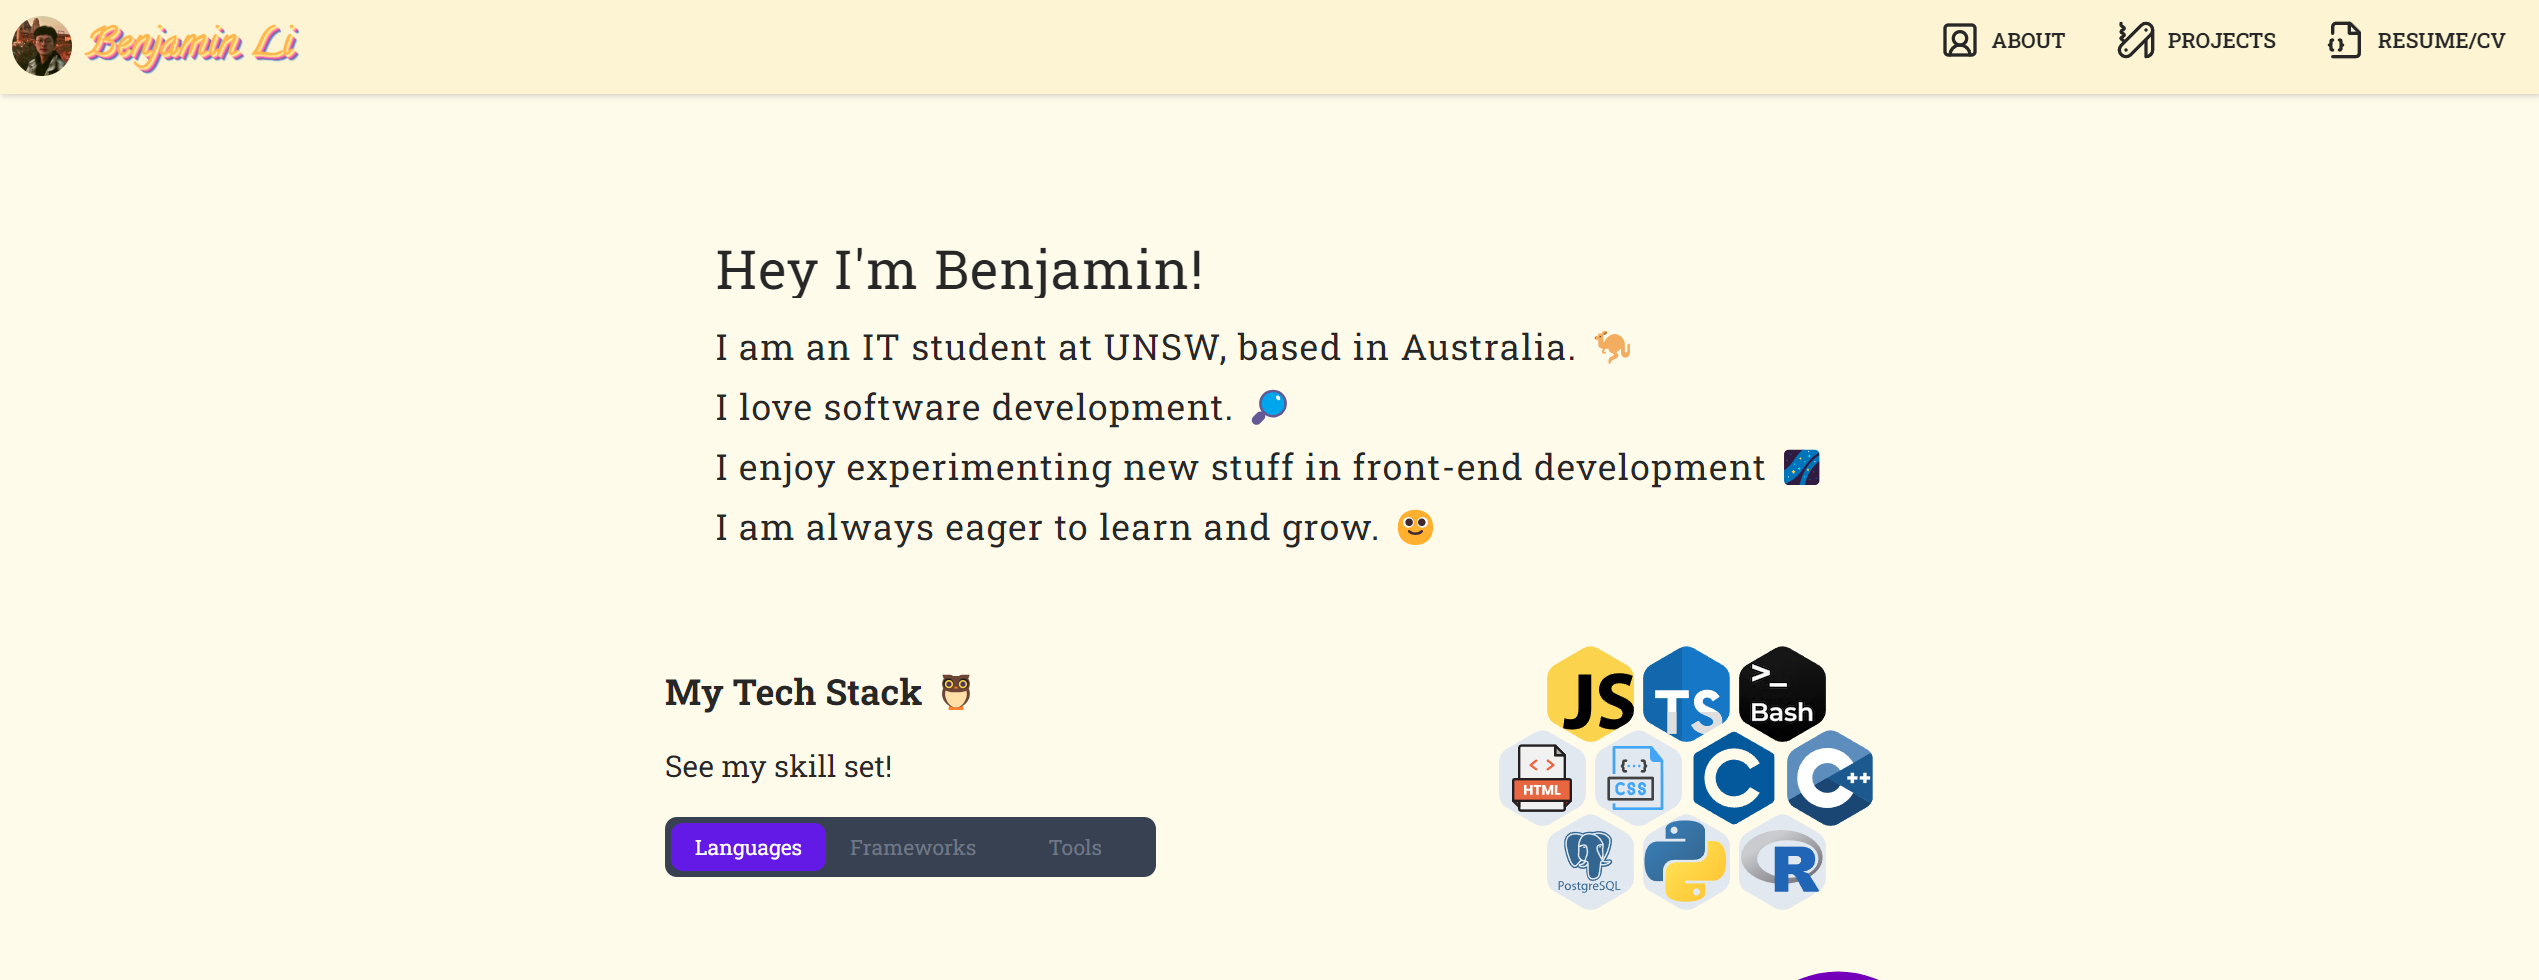 Benjamin Li
ABOUT
PROJECTS
RESUME/CV
Hey I'm Benjamin!
I am an IT student at UNSW, based in Australia.
I love software development.
I enjoy experimenting new stuff in front-end development
I am always eager to learn and grow.
My Tech Stack
See my skill set!
Languages
Frameworks
Tools
JS
TS
>_
Bash
< >
HTML
{...}
CSS
C
C++
PostgreSQL
R